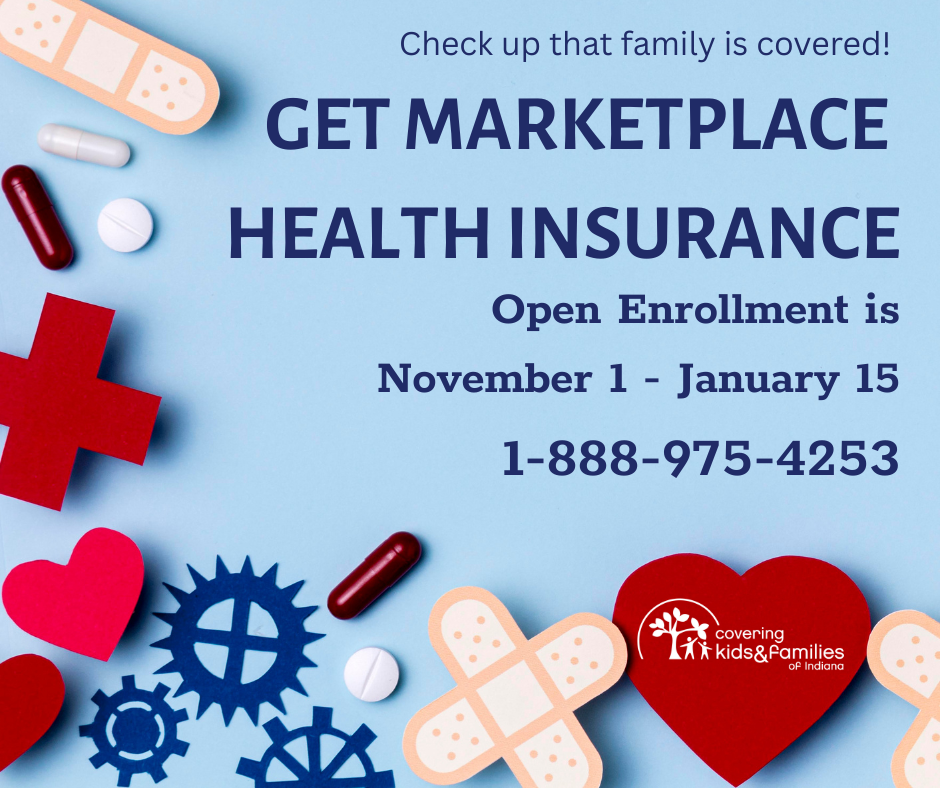 Check up that family is covered!
GET MARKETPLACE
HEALTH INSURANCE
Open Enrollment is
November 1 - January 15
1-888-975-4253
covering
kids&families
of Indiana